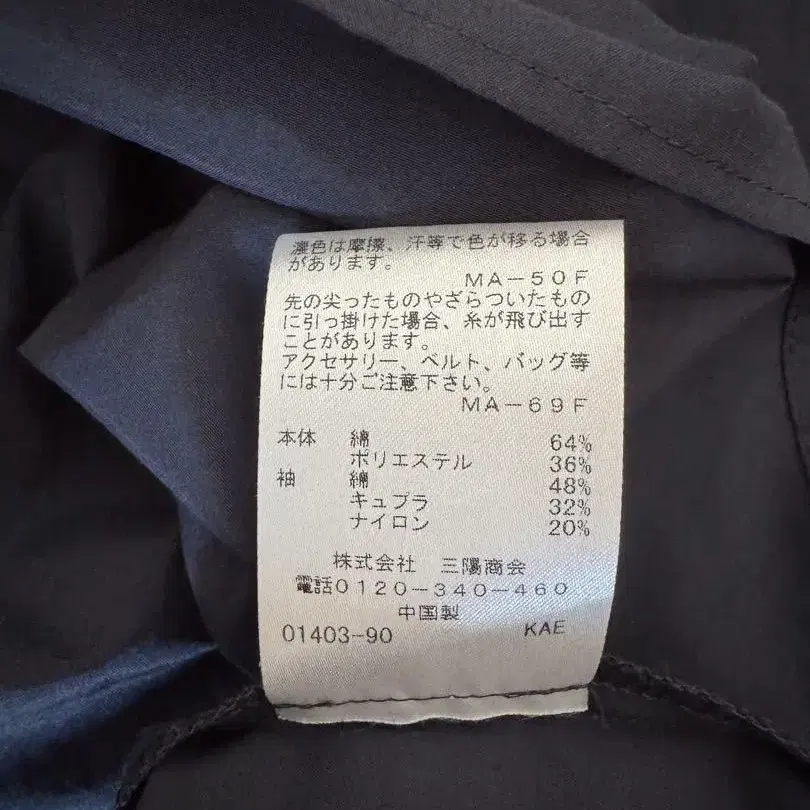 濃色は摩擦、汗等で色が移る場合
があります。
MA-50F
先の尖ったものやざらついたもの
に引っ掛けた場合、糸が飛び出す
ことがあります。
アクセサリー、ベルト、バッグ等
には十分ご注意下さい。
MA-69F
本体 綿 64%
ポリエステル 36%
袖 綿 48%
キュプラ 32%
ナイロン 20%
株式会社 三陽商会
電話0120-340-460
中国製
01403-90 KAE